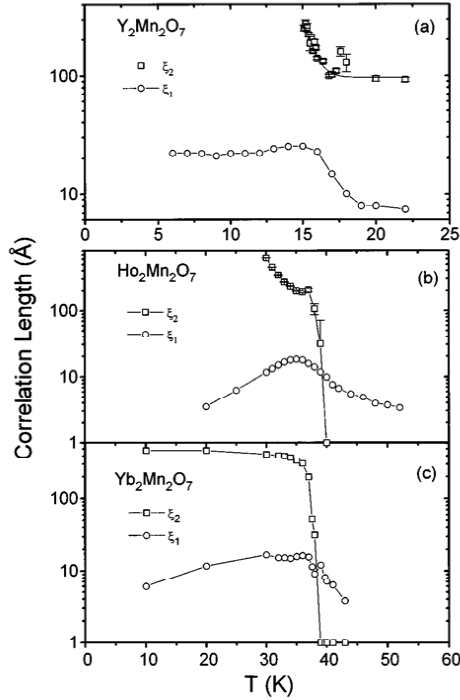 (a)
Y₂Mn₂O₇
ξ₂
ξ₁
100
10
0 5 10 15 20 25
(b)
Ho₂Mn₂O₇
ξ₂
ξ₁
100
10
1
(c)
Yb₂Mn₂O₇
ξ₂
ξ₁
100
10
1
0 10 20 30 40 50 60
T (K)
Correlation Length (Å)